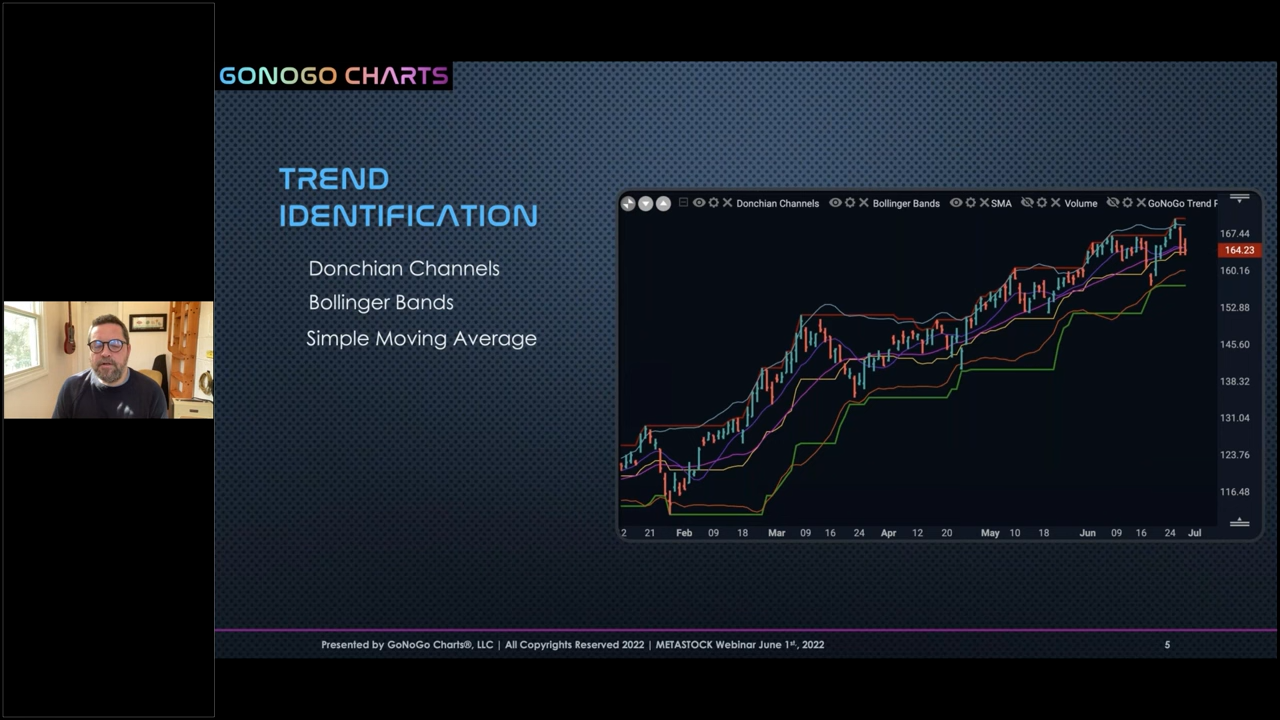 GONOGO CHARTS
TREND
IDENTIFICATION
Donchian Channels
Bollinger Bands
Simple Moving Average
Donchian Channels Bollinger Bands SMA Volume GoNoGo Trend
167.44
164.23
160.16
152.88
145.60
138.32
131.04
123.76
116.48
2 21 Feb 09 18 Mar 09 16 24 Apr 12 20 May 10 18 Jun 09 16 24 Jul
Presented by GoNoGo Charts®, LLC | All Copyrights Reserved 2022 | METASTOCK Webinar June 1st, 2022
5